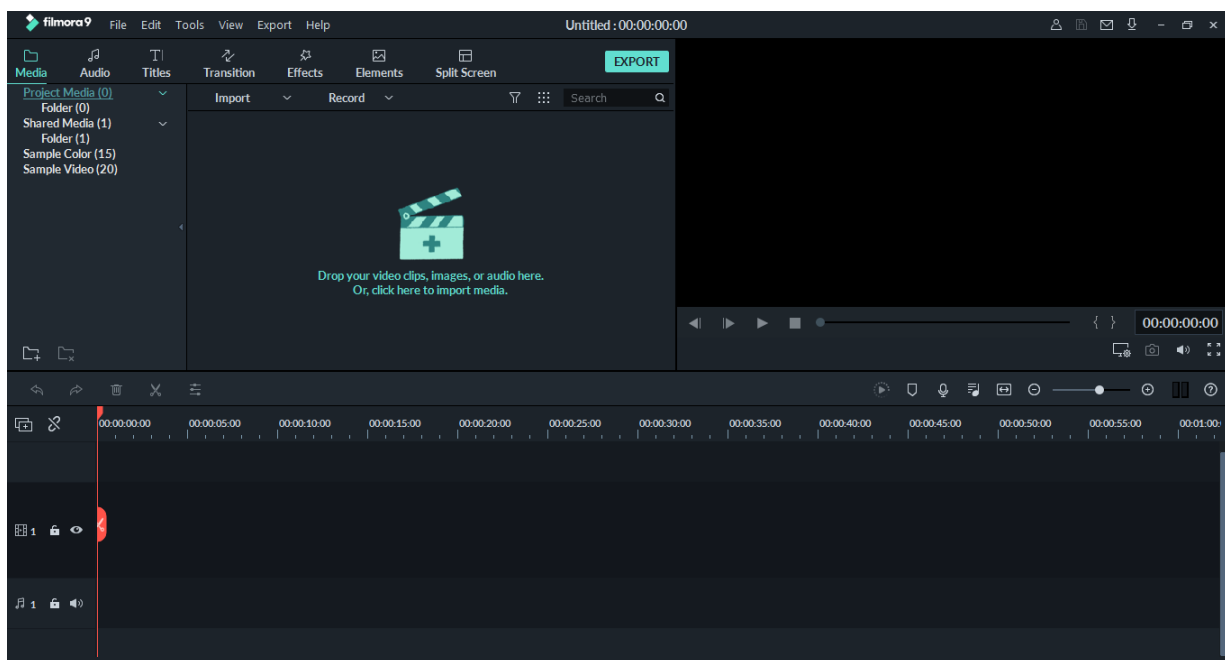 filmora9 File Edit Tools View Export Help Untitled : 00:00:00:00
Media Audio Titles Transition Effects Elements Split Screen EXPORT
Project Media (0) Import Record Search
Folder (0)
Shared Media (1)
Folder (1)
Sample Color (15)
Sample Video (20)
Drop your video clips, images, or audio here.
Or, click here to import media.
{ } 00:00:00:00
00:00:00:00 00:00:05:00 00:00:10:00 00:00:15:00 00:00:20:00 00:00:25:00 00:00:30:00 00:00:35:00 00:00:40:00 00:00:45:00 00:00:50:00 00:00:55:00 00:01:00:
1
1